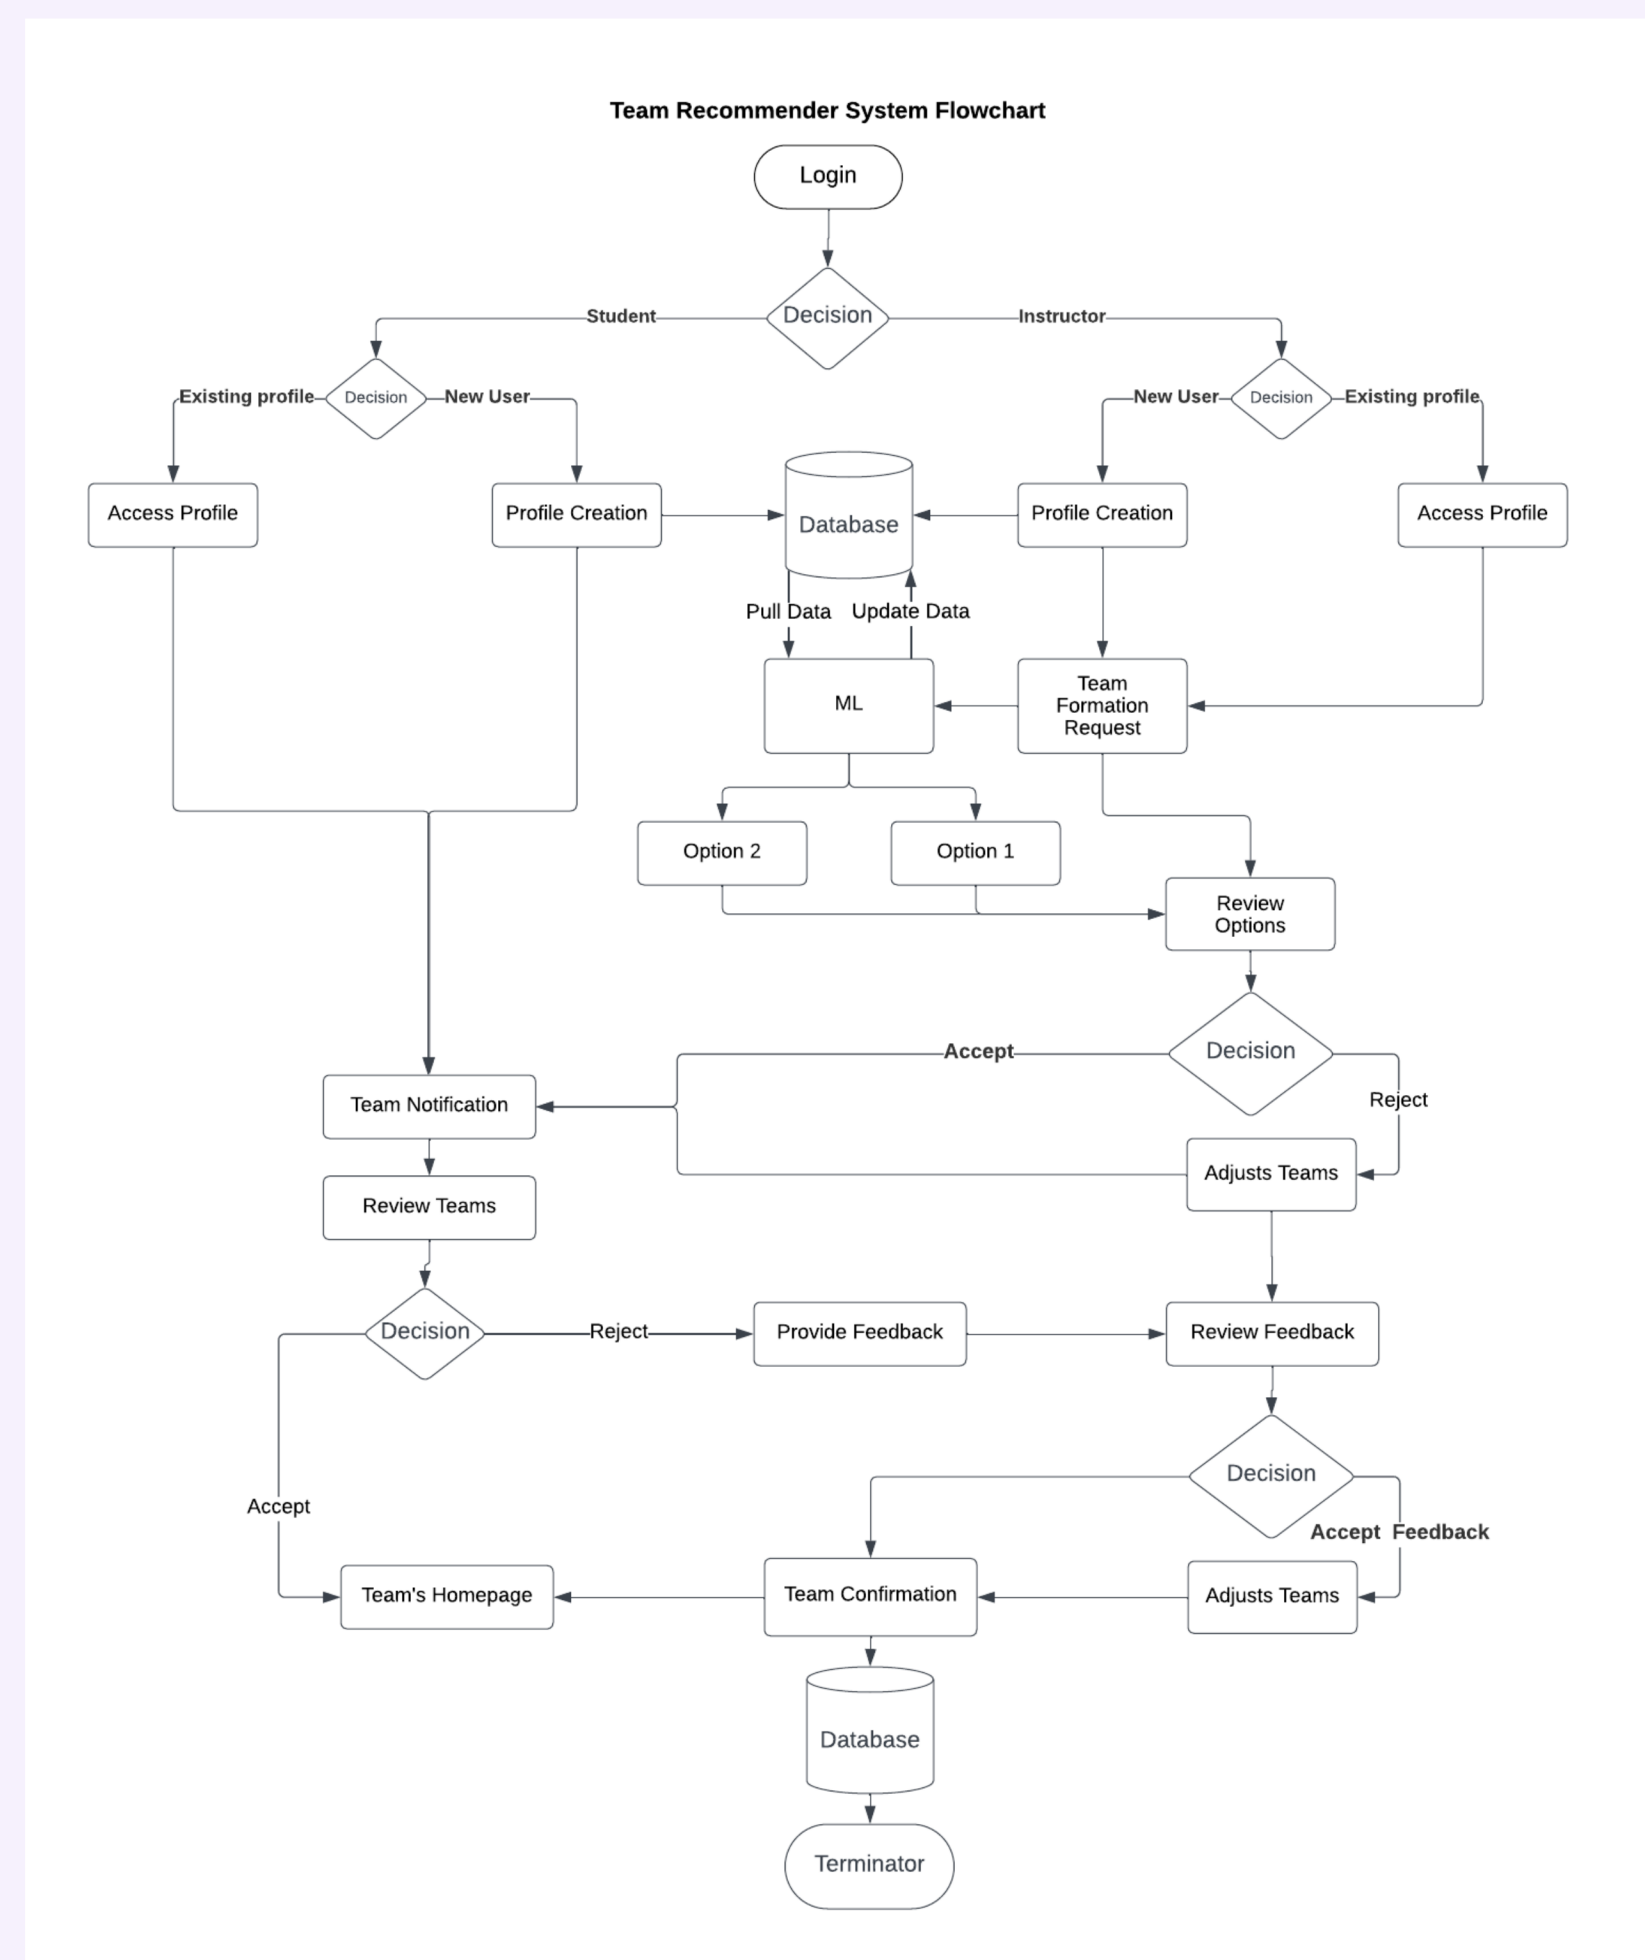 Team Recommender System Flowchart
Login
Decision
Student
Instructor
Existing profile
Decision
New User
New User
Decision
Existing profile
Access Profile
Profile Creation
Database
Profile Creation
Access Profile
Pull Data
Update Data
ML
Team
Formation
Request
Option 2
Option 1
Review
Options
Accept
Decision
Reject
Team Notification
Adjusts Teams
Review Teams
Decision
Reject
Provide Feedback
Review Feedback
Decision
Accept
Accept Feedback
Team's Homepage
Team Confirmation
Adjusts Teams
Database
Terminator